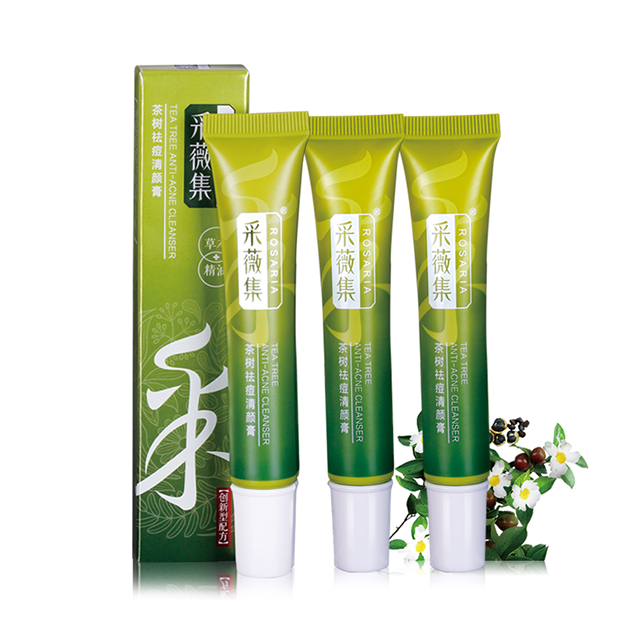 采薇集
TEA TREE ANTI-ACNE CLEANSER
茶树祛痘清颜膏
草本
+
精油
采
【创新型配方】
采薇集
ROSARIA
®
TEA TREE
ANTI-ACNE CLEANSER
茶树祛痘清颜膏
采薇集
ROSARIA
®
TEA TREE
ANTI-ACNE CLEANSER
茶树祛痘清颜膏
采薇集
ROSARIA
®
TEA TREE
ANTI-ACNE CLEANSER
茶树祛痘清颜膏